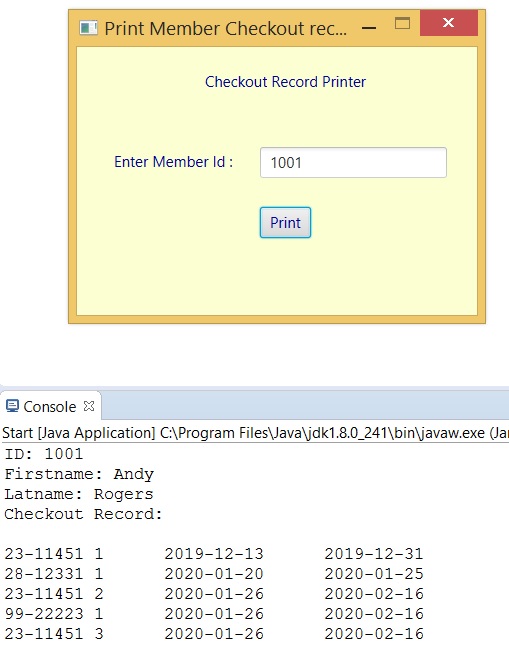 Print Member Checkout rec...
Checkout Record Printer
Enter Member Id : 1001
Print
Console
Start [Java Application] C:\Program Files\Java\jdk1.8.0_241\bin\javaw.exe (Ja
ID: 1001
Firstname: Andy
Latname: Rogers
Checkout Record:
23-11451 1 2019-12-13 2019-12-31
28-12331 1 2020-01-20 2020-01-25
23-11451 2 2020-01-26 2020-02-16
99-22223 1 2020-01-26 2020-02-16
23-11451 3 2020-01-26 2020-02-16